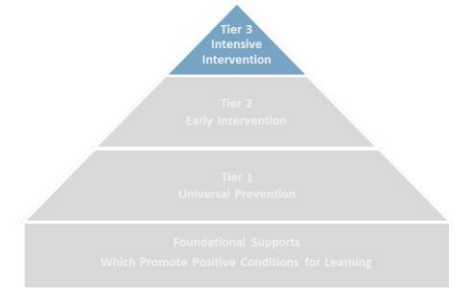 Tier 3
Intensive
Intervention
Tier 2
Early Intervention
Tier 1
Universal Prevention
Foundational Supports
Which Promote Positive Conditions for Learning